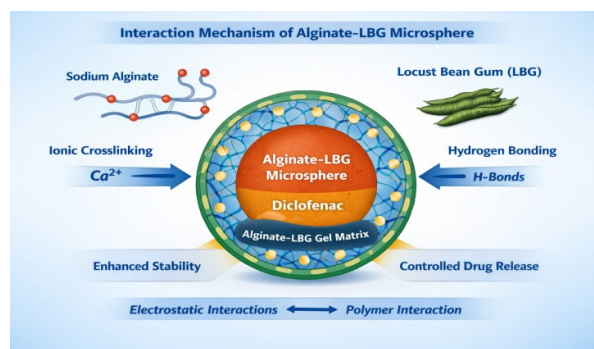 Interaction Mechanism of Alginate-LBG Microsphere
Sodium Alginate
Locust Bean Gum (LBG)
Ionic Crosslinking
Ca²⁺
Hydrogen Bonding
H-Bonds
Alginate-LBG
Microsphere
Diclofenac
Alginate-LBG Gel Matrix
Enhanced Stability
Controlled Drug Release
Electrostatic Interactions
Polymer Interaction